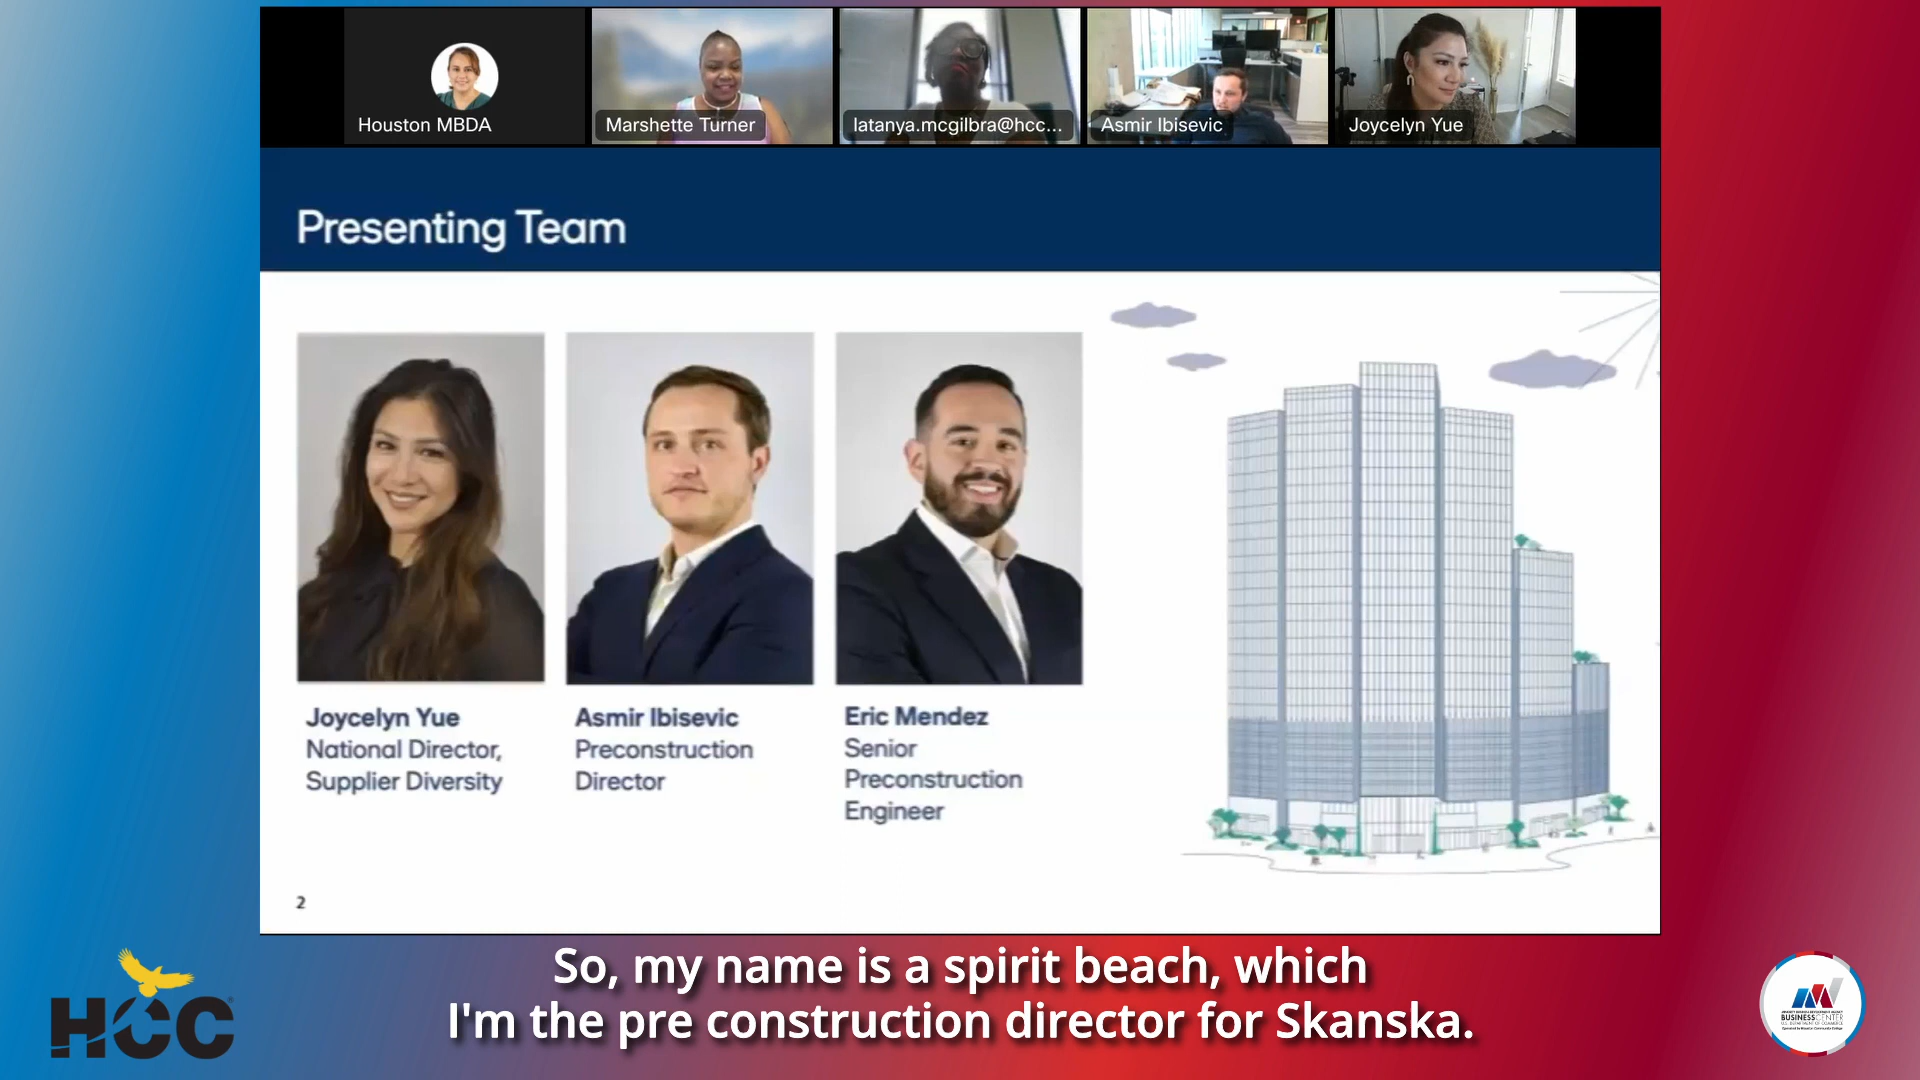 Houston MBDA
Marshette Turner
latanya.mcgilbra@hcc...
Asmir Ibisevic
Joycelyn Yue
Presenting Team
Joycelyn Yue
National Director,
Supplier Diversity
Asmir Ibisevic
Preconstruction
Director
Eric Mendez
Senior
Preconstruction
Engineer
2
So, my name is a spirit beach, which
I'm the pre construction director for Skanska.
HCC
BUSINESS CENTER